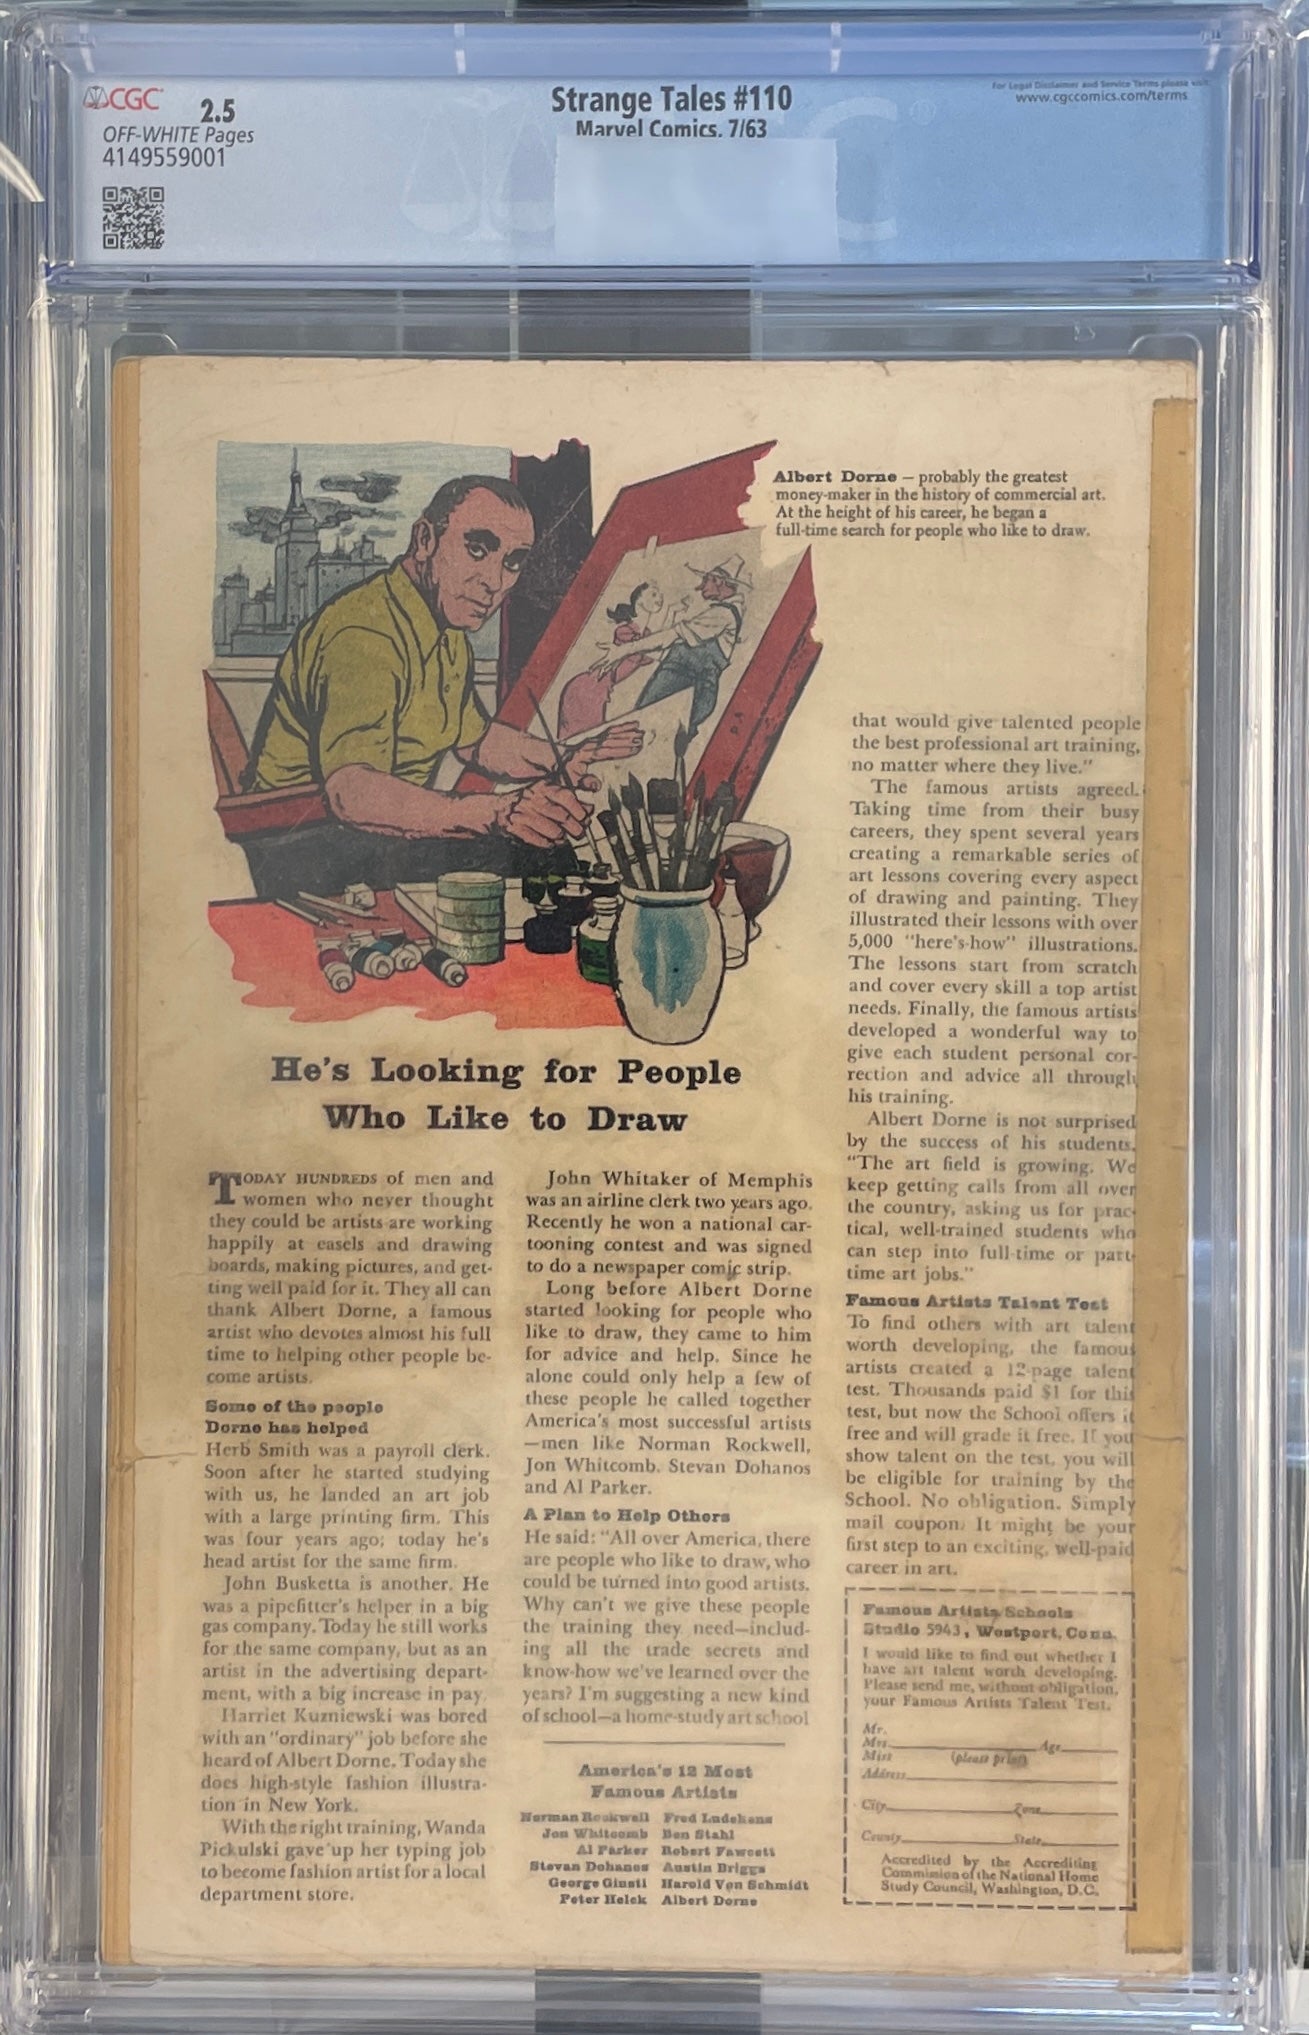 CGC
2.5
OFF-WHITE Pages
4149559001
Strange Tales #110
Marvel Comics, 7/63
For Legal Disclaimer and Service Terms please visit
www.cgccomics.com/terms
Albert Dorne — probably the greatest
money-maker in the history of commercial art.
At the height of his career, he began a
full-time search for people who like to draw.
He's Looking for People
Who Like to Draw
TODAY HUNDREDS of men and
women who never thought
they could be artists are working
happily at easels and drawing
boards, making pictures, and get-
ting well paid for it. They all can
thank Albert Dorne, a famous
artist who devotes almost his full
time to helping other people be-
come artists.
Some of the people
Dorne has helped
Herb Smith was a payroll clerk.
Soon after he started studying
with us, he landed an art job
with a large printing firm. This
was four years ago; today he's
head artist for the same firm.
John Busketta is another. He
was a pipefitter's helper in a big
gas company. Today he still works
for the same company, but as an
artist in the advertising depart-
ment, with a big increase in pay.
Harriet Kuzniewski was bored
with an "ordinary" job before she
heard of Albert Dorne. Today she
does high-style fashion illustra-
tion in New York.
With the right training, Wanda
Pickulski gave up her typing job
to become fashion artist for a local
department store.
John Whitaker of Memphis
was an airline clerk two years ago.
Recently he won a national car-
tooning contest and was signed
to do a newspaper comic strip.
Long before Albert Dorne
started looking for people who
like to draw, they came to him
for advice and help. Since he
alone could only help a few of
these people he called together
America's most successful artists
—men like Norman Rockwell,
Jon Whitcomb, Stevan Dohanos
and Al Parker.
A Plan to Help Others
He said: "All over America, there
are people who like to draw, who
could be turned into good artists.
Why can't we give these people
the training they need—includ-
ing all the trade secrets and
know-how we've learned over the
years? I'm suggesting a new kind
of school—a home-study art school
America's 12 Most
Famous Artists
Norman Rockwell Fred Ludekens
Jon Whitcomb Ben Stahl
Al Parker Robert Fawcett
Stevan Dohanos Austin Briggs
George Giusti Harold Von Schmidt
Peter Helck Albert Dorne
that would give talented people
the best professional art training,
no matter where they live."
The famous artists agreed.
Taking time from their busy
careers, they spent several years
creating a remarkable series of
art lessons covering every aspect
of drawing and painting. They
illustrated their lessons with over
5,000 "here's-how" illustrations.
The lessons start from scratch
and cover every skill a top artist
needs. Finally, the famous artists
developed a wonderful way to
give each student personal cor-
rection and advice all through
his training.
Albert Dorne is not surprised
by the success of his students.
"The art field is growing. We
keep getting calls from all over
the country, asking us for prac-
tical, well-trained students who
can step into full-time or part-
time art jobs."
Famous Artists Talent Test
To find others with art talent
worth developing, the famous
artists created a 12-page talent
test. Thousands paid $1 for this
test, but now the School offers it
free and will grade it free. If you
show talent on the test, you will
be eligible for training by the
School. No obligation. Simply
mail coupon. It might be your
first step to an exciting, well-paid
career in art.
Famous Artists Schools
Studio 5943, Westport, Conn.
I would like to find out whether I
have art talent worth developing.
Please send me, without obligation,
your Famous Artists Talent Test.
Mr.
Mrs. Age
Miss (please print)
Address
City Zone
County State
Accredited by the Accrediting
Commission of the National Home
Study Council, Washington, D.C.